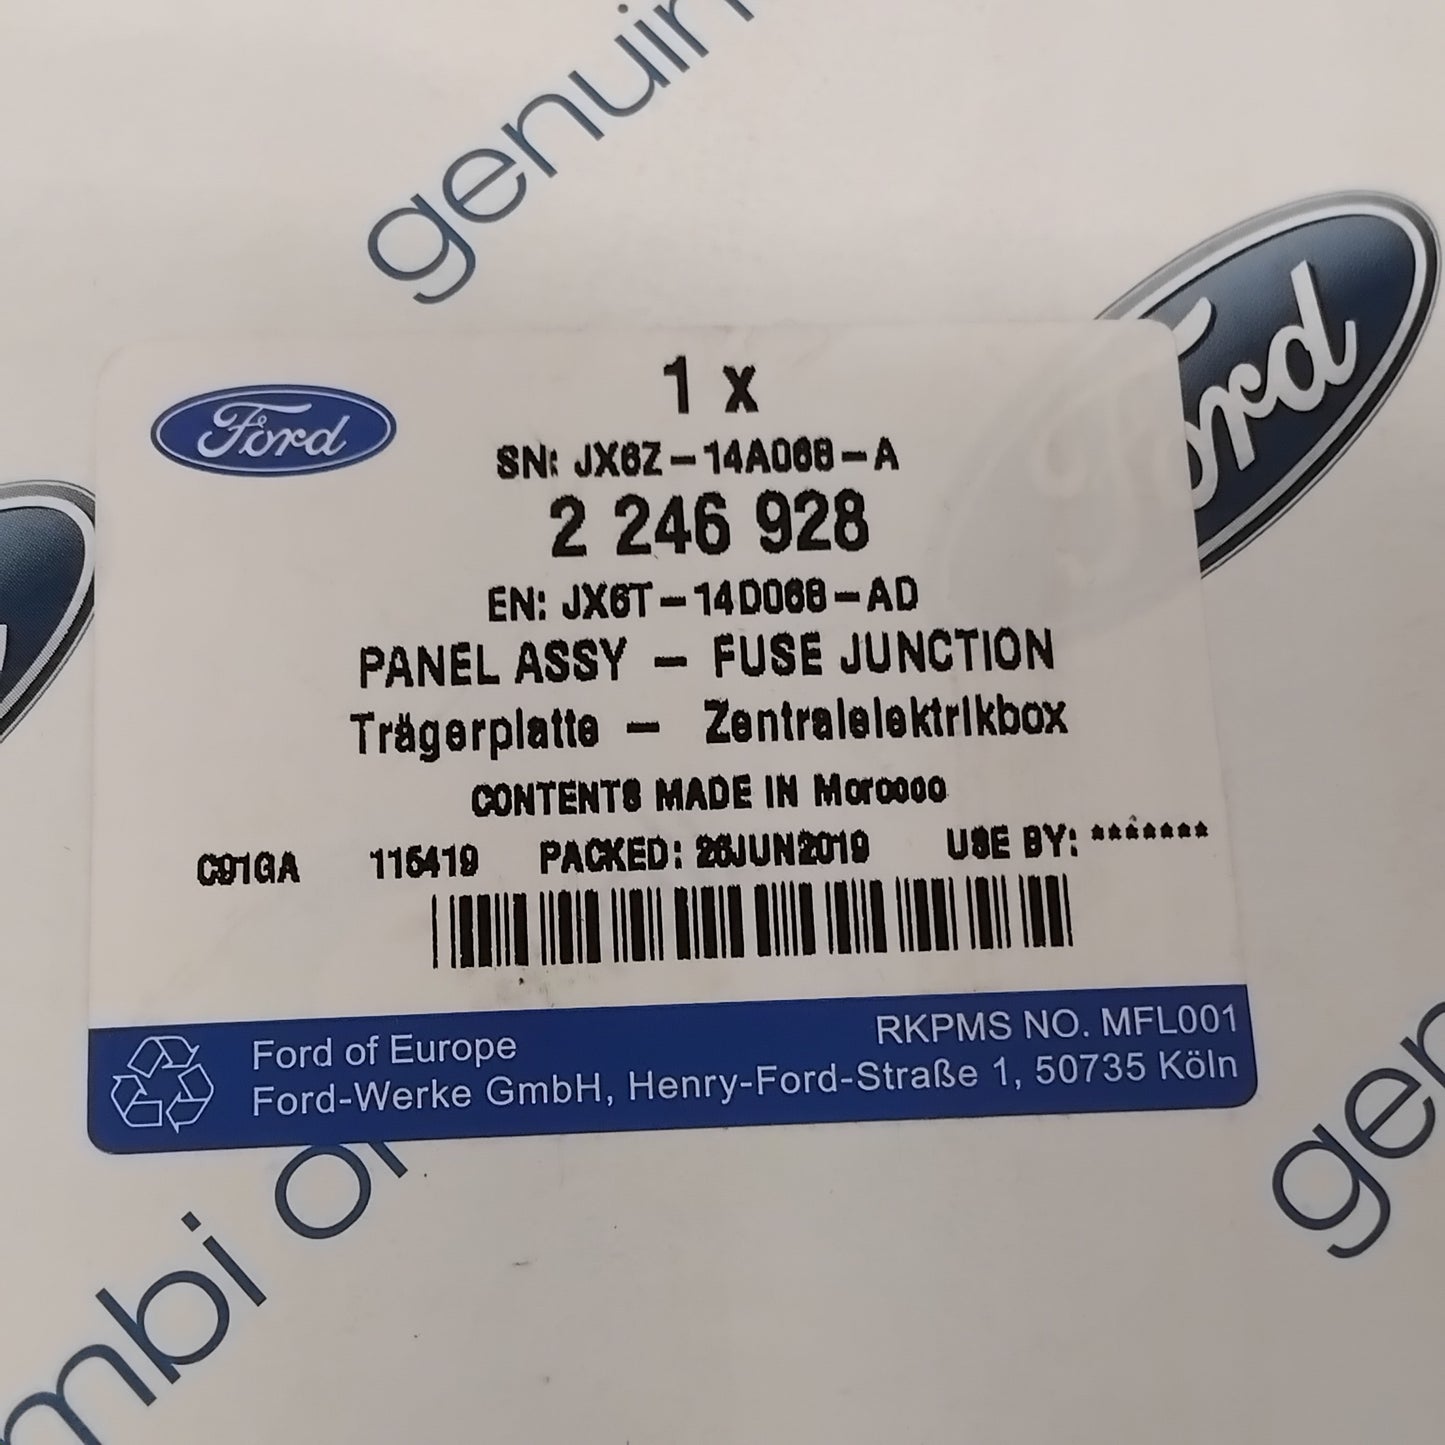 genuin
Ford
Ford
1 x
SN: JX6Z-14A068-A
2 246 928
EN: JX6T-14D068-AD
PANEL ASSY - FUSE JUNCTION
Trägerplatte - Zentralelektrikbox
CONTENTS MADE IN Morocco
C91GA 115419 PACKED: 26JUN2019 USE BY: *******
Ford of Europe RKPMS NO. MFL001
Ford-Werke GmbH, Henry-Ford-Straße 1, 50735 Köln
mbi or
gen